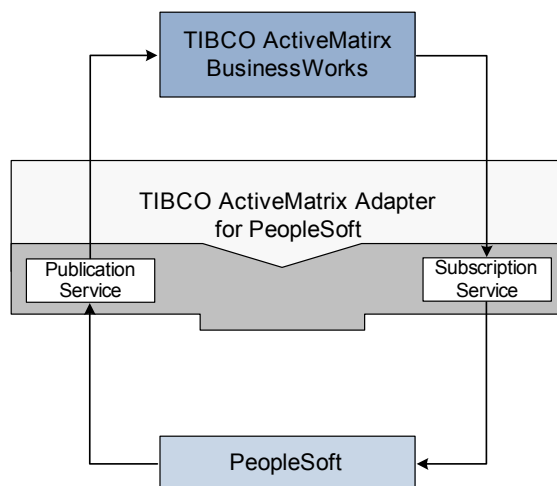 TIBCO ActiveMatirx
BusinessWorks
TIBCO ActiveMatrix Adapter
for PeopleSoft
Publication
Service
Subscription
Service
PeopleSoft